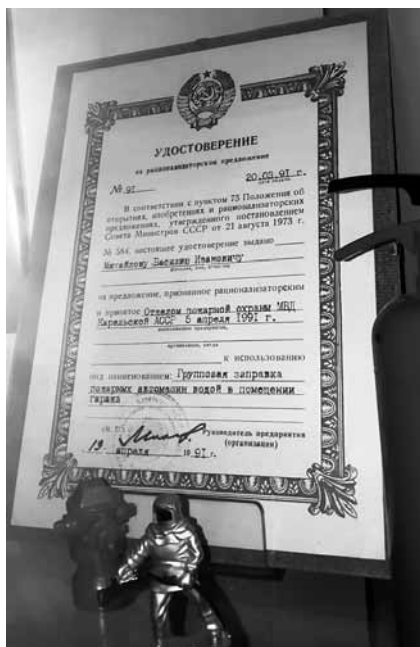 УДОСТОВЕРЕНИЕ
на рационализаторское предложение
№ 91 20.03.91 г.
В соответствии с пунктом 73 Положения об
открытиях, изобретениях и рационализаторских
предложениях, утвержденного постановлением
Совета Министров СССР от 21 августа 1973 г.
№ 584, настоящее удостоверение выдано
Михайлову Василию Ивановичу
фамилия, имя, отчество
на предложение, признанное рационализаторским
и принятое Отделом пожарной охраны МВД
Карельской АССР 5 апреля 1991 г.
наименование предприятия,
организации, дата
к использованию
под наименованием: Групповая заправка
пожарных автомашин водой в помещении
гаража
Руководитель предприятия
(организации)
19 апреля 1991 г.